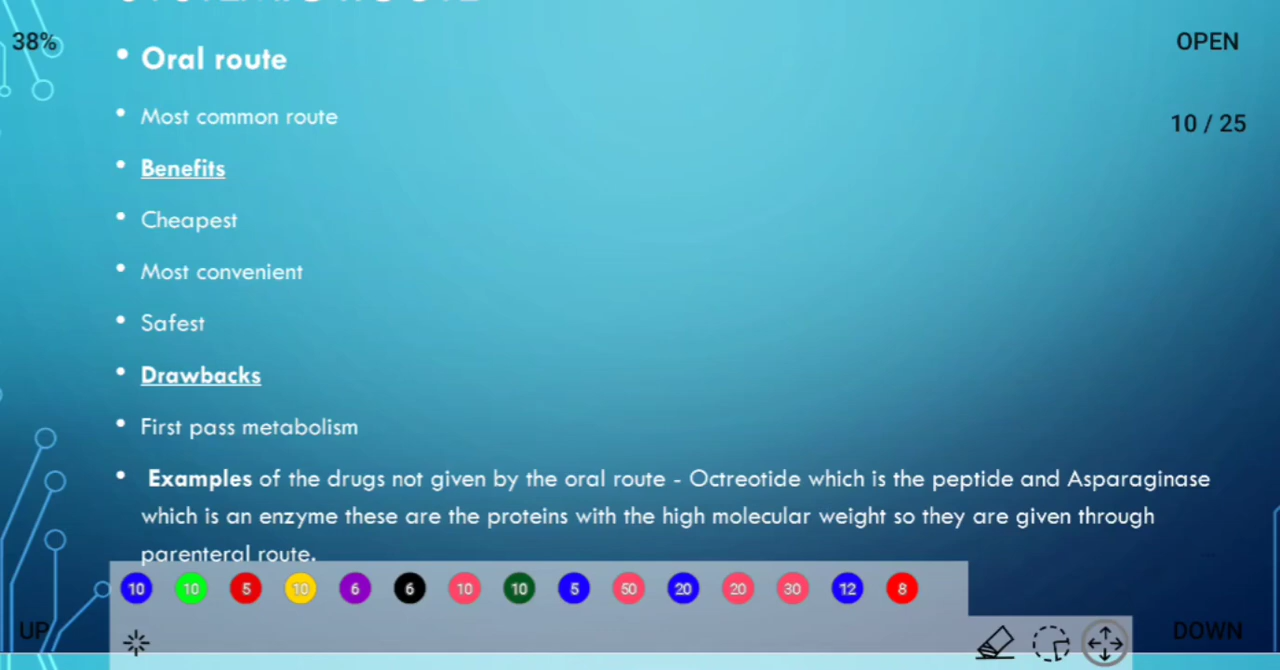 38%
OPEN
• Oral route
• Most common route
10 / 25
• Benefits
• Cheapest
• Most convenient
• Safest
• Drawbacks
• First pass metabolism
• Examples of the drugs not given by the oral route - Octreotide which is the peptide and Asparaginase
which is an enzyme these are the proteins with the high molecular weight so they are given through
parenteral route.
10 10 5 10 6 6 10 10 5 50 20 20 30 12 8
UP
DOWN